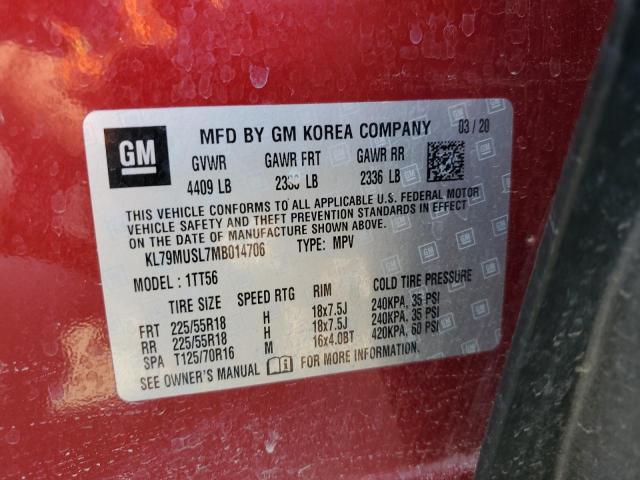 GM MFD BY GM KOREA COMPANY 03/20
GVWR GAWR FRT GAWR RR
4409 LB LB 2336 LB
THIS VEHICLE CONFORMS TO ALL APPLICABLE U.S. FEDERAL MOTOR
VEHICLE SAFETY AND THEFT PREVENTION STANDARDS IN EFFECT
ON THE DATE OF MANUFACTURE SHOWN ABOVE.
KL79MUSL7MB014706 TYPE: MPV
MODEL: 1TT56
TIRE SIZE SPEED RTG RIM COLD TIRE PRESSURE
FRT 225/55R18 H 18x7.5J 240KPA, 35 PSI
RR 225/55R18 H 18x7.5J 240KPA, 35 PSI
SPA T125/70R16 M 16x4.0BT 420KPA, 60 PSI
SEE OWNER'S MANUAL FOR MORE INFORMATION.